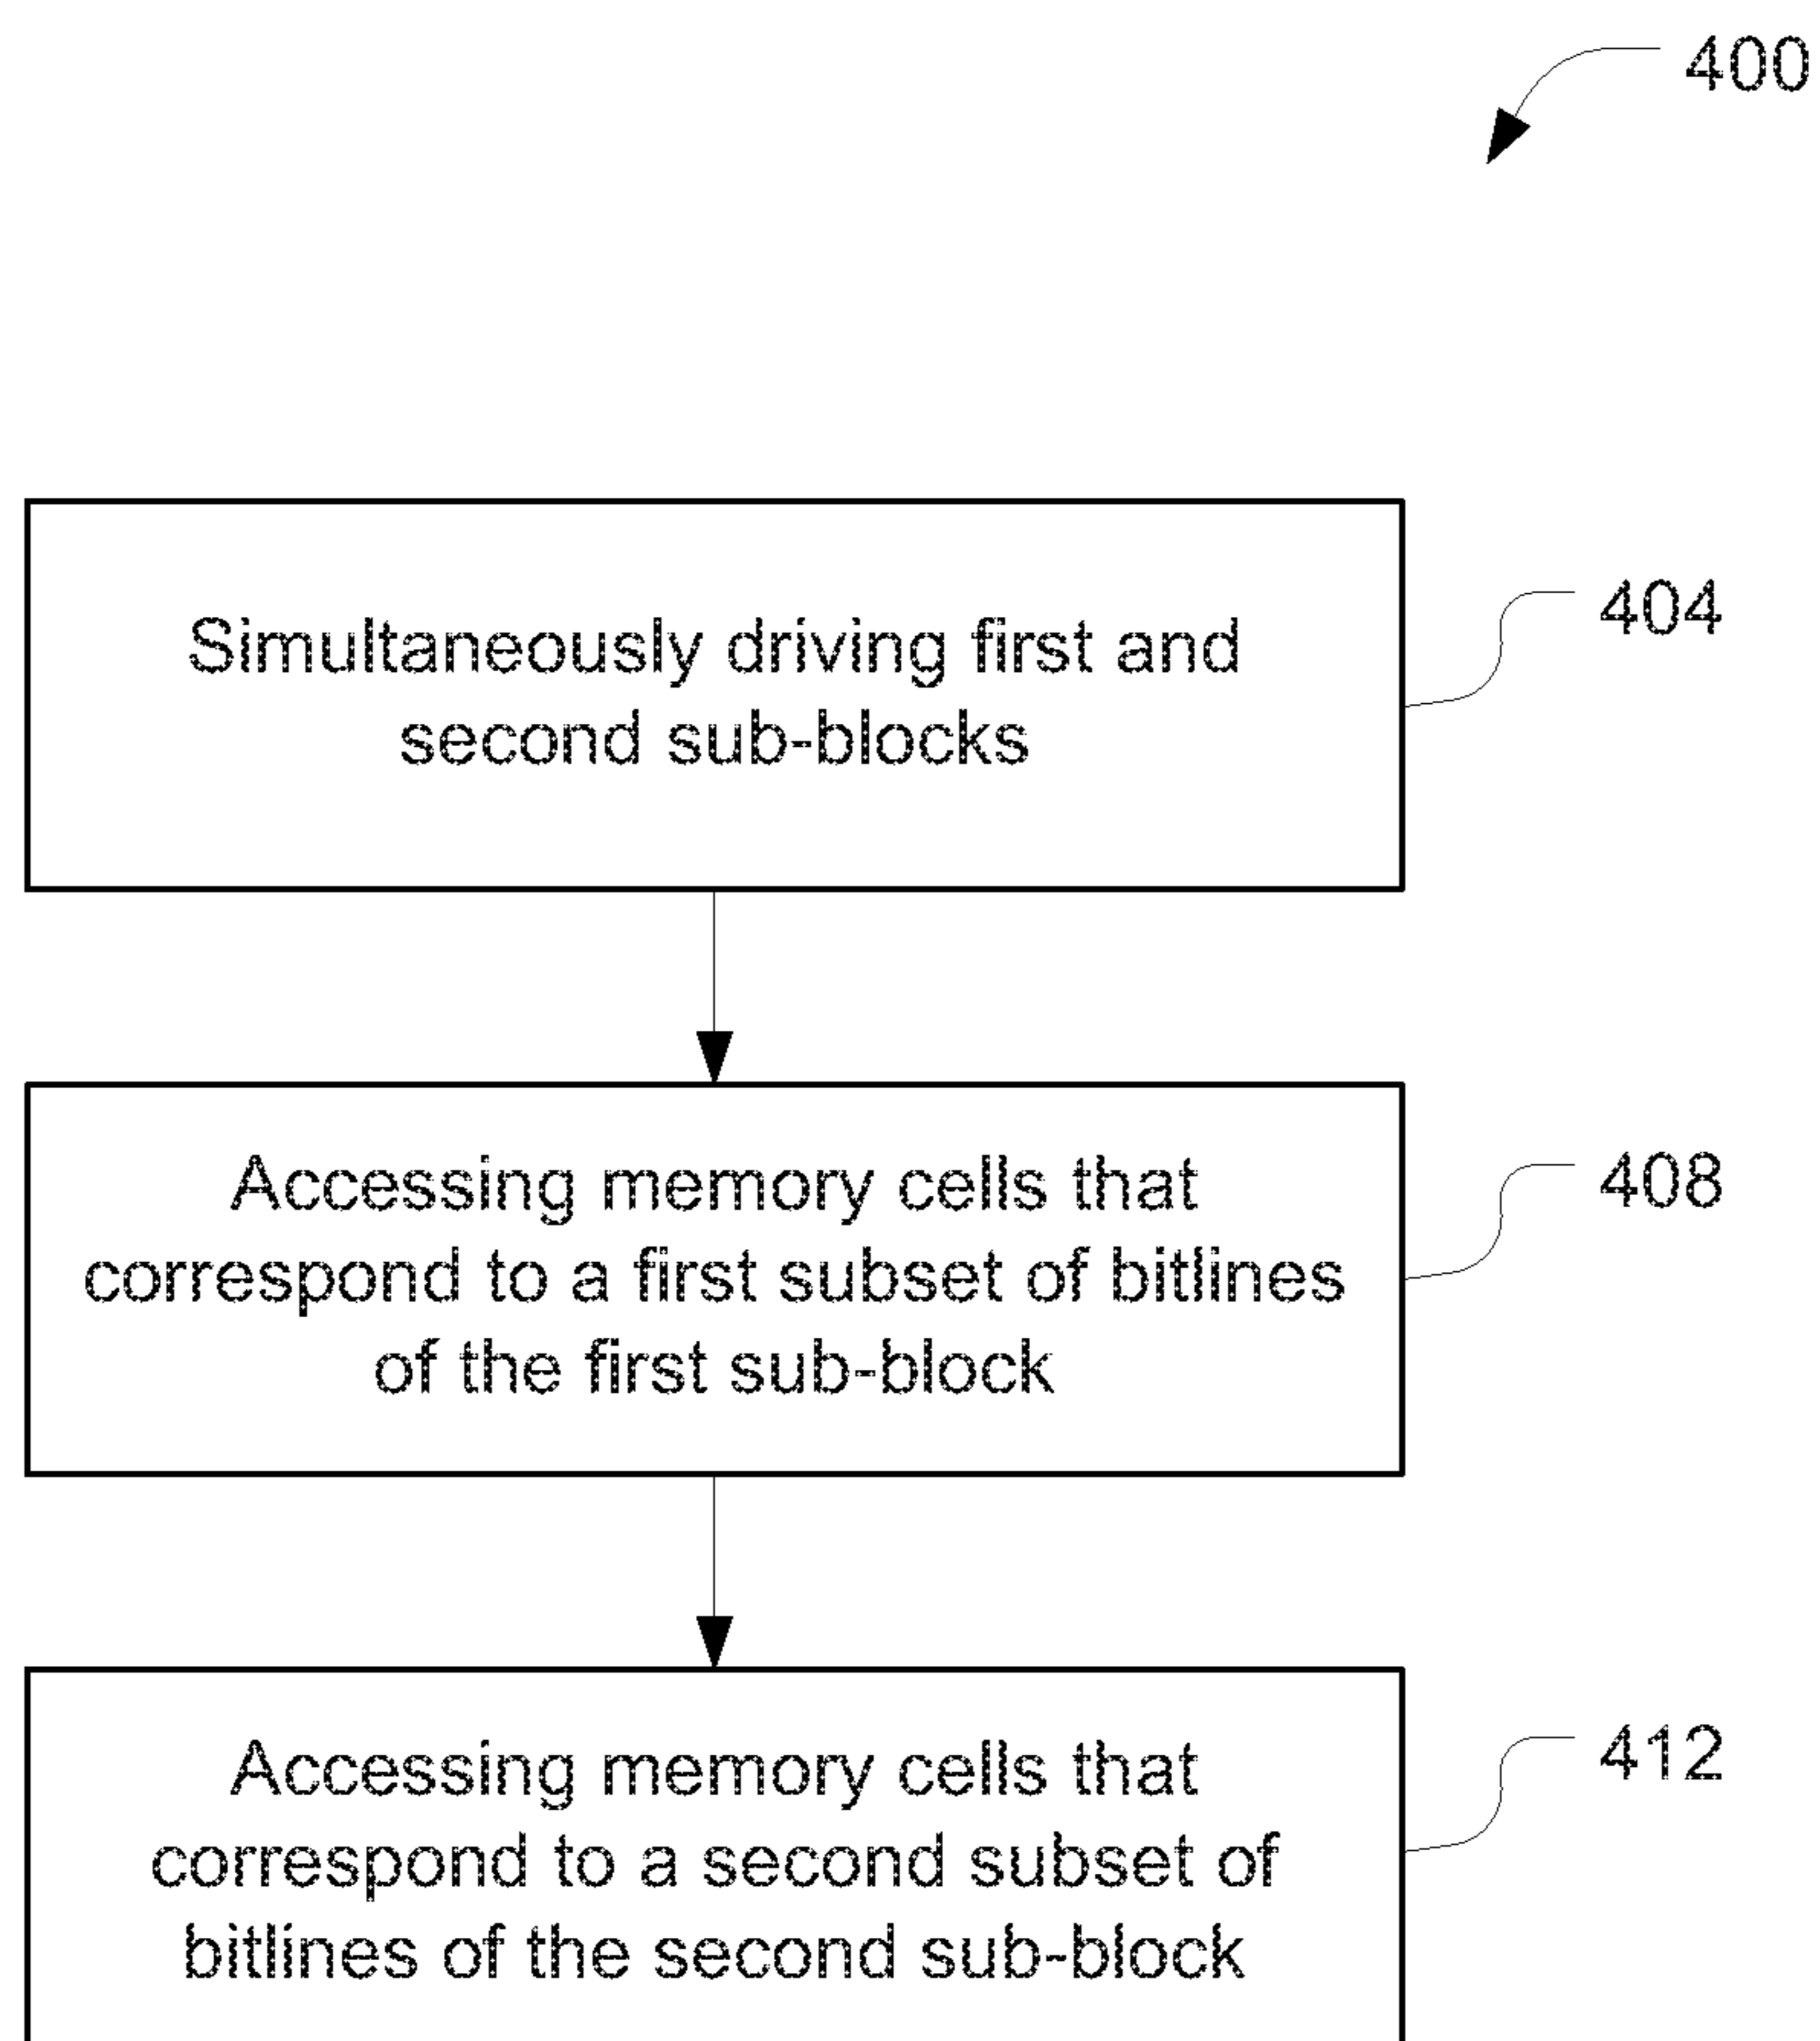 400
Simultaneously driving first and
second sub-blocks
404
Accessing memory cells that
correspond to a first subset of bitlines
of the first sub-block
408
Accessing memory cells that
correspond to a second subset of
bitlines of the second sub-block
412